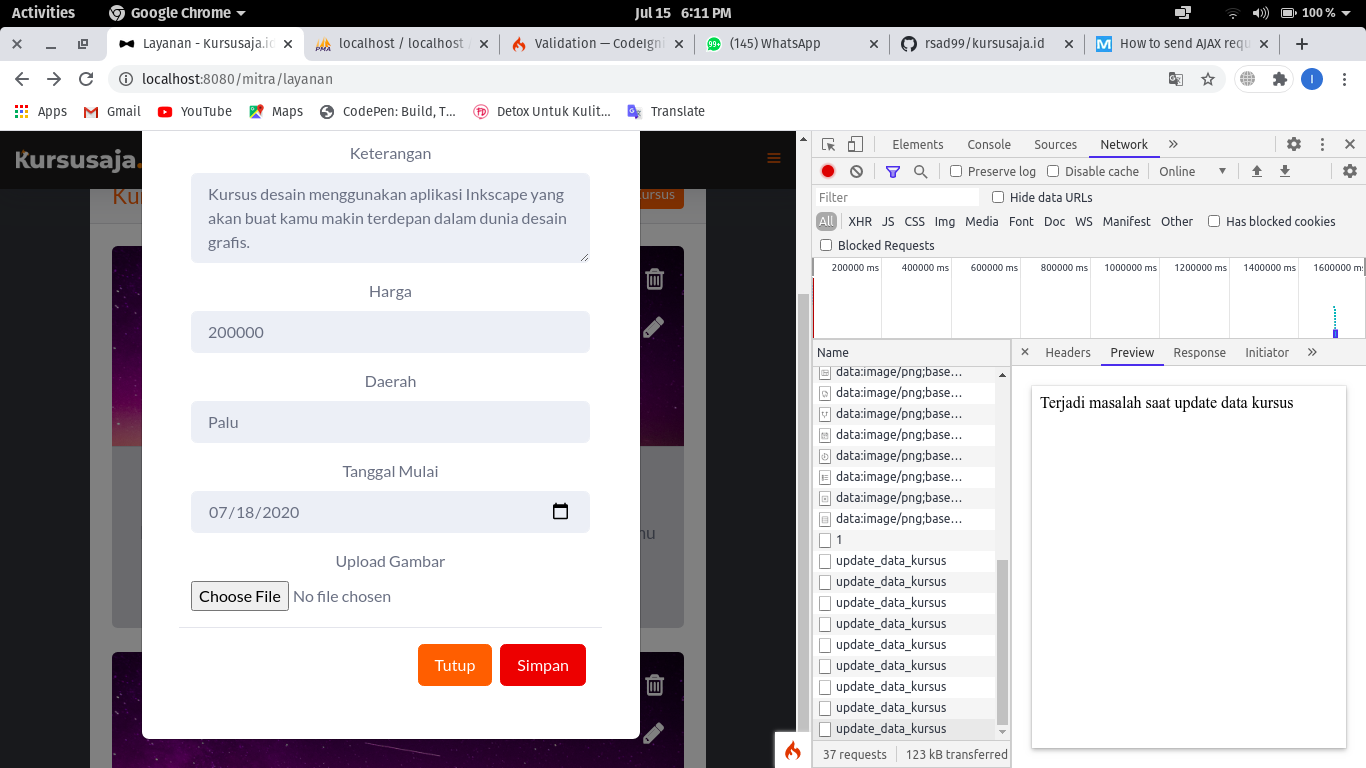 Activities
Google Chrome
Jul 15 6:11 PM
100 %
Layanan - Kursusaja.io
localhost / localhost /
Validation — CodeIgni
99+
(145) WhatsApp
rsad99/kursusaja.id
How to send AJAX requ
localhost:8080/mitra/layanan
I
Apps
Gmail
YouTube
Maps
CodePen: Build, T...
Detox Untuk Kulit...
Translate
Kursusaja.
Kursus
Keterangan
Kursus desain menggunakan aplikasi Inkscape yang
akan buat kamu makin terdepan dalam dunia desain
grafis.
Harga
200000
Daerah
Palu
Tanggal Mulai
07/18/2020
Upload Gambar
Choose File No file chosen
Tutup
Simpan
Elements
Console
Sources
Network
Preserve log
Disable cache
Online
Filter
Hide data URLs
All
XHR
JS
CSS
Img
Media
Font
Doc
WS
Manifest
Other
Has blocked cookies
Blocked Requests
200000 ms
400000 ms
600000 ms
800000 ms
1000000 ms
1200000 ms
1400000 ms
1600000 ms
Name
data:image/png;base...
data:image/png;base...
data:image/png;base...
data:image/png;base...
data:image/png;base...
data:image/png;base...
data:image/png;base...
data:image/png;base...
1
update_data_kursus
update_data_kursus
update_data_kursus
update_data_kursus
update_data_kursus
update_data_kursus
update_data_kursus
update_data_kursus
update_data_kursus
37 requests
123 kB transferred
Headers
Preview
Response
Initiator
Terjadi masalah saat update data kursus